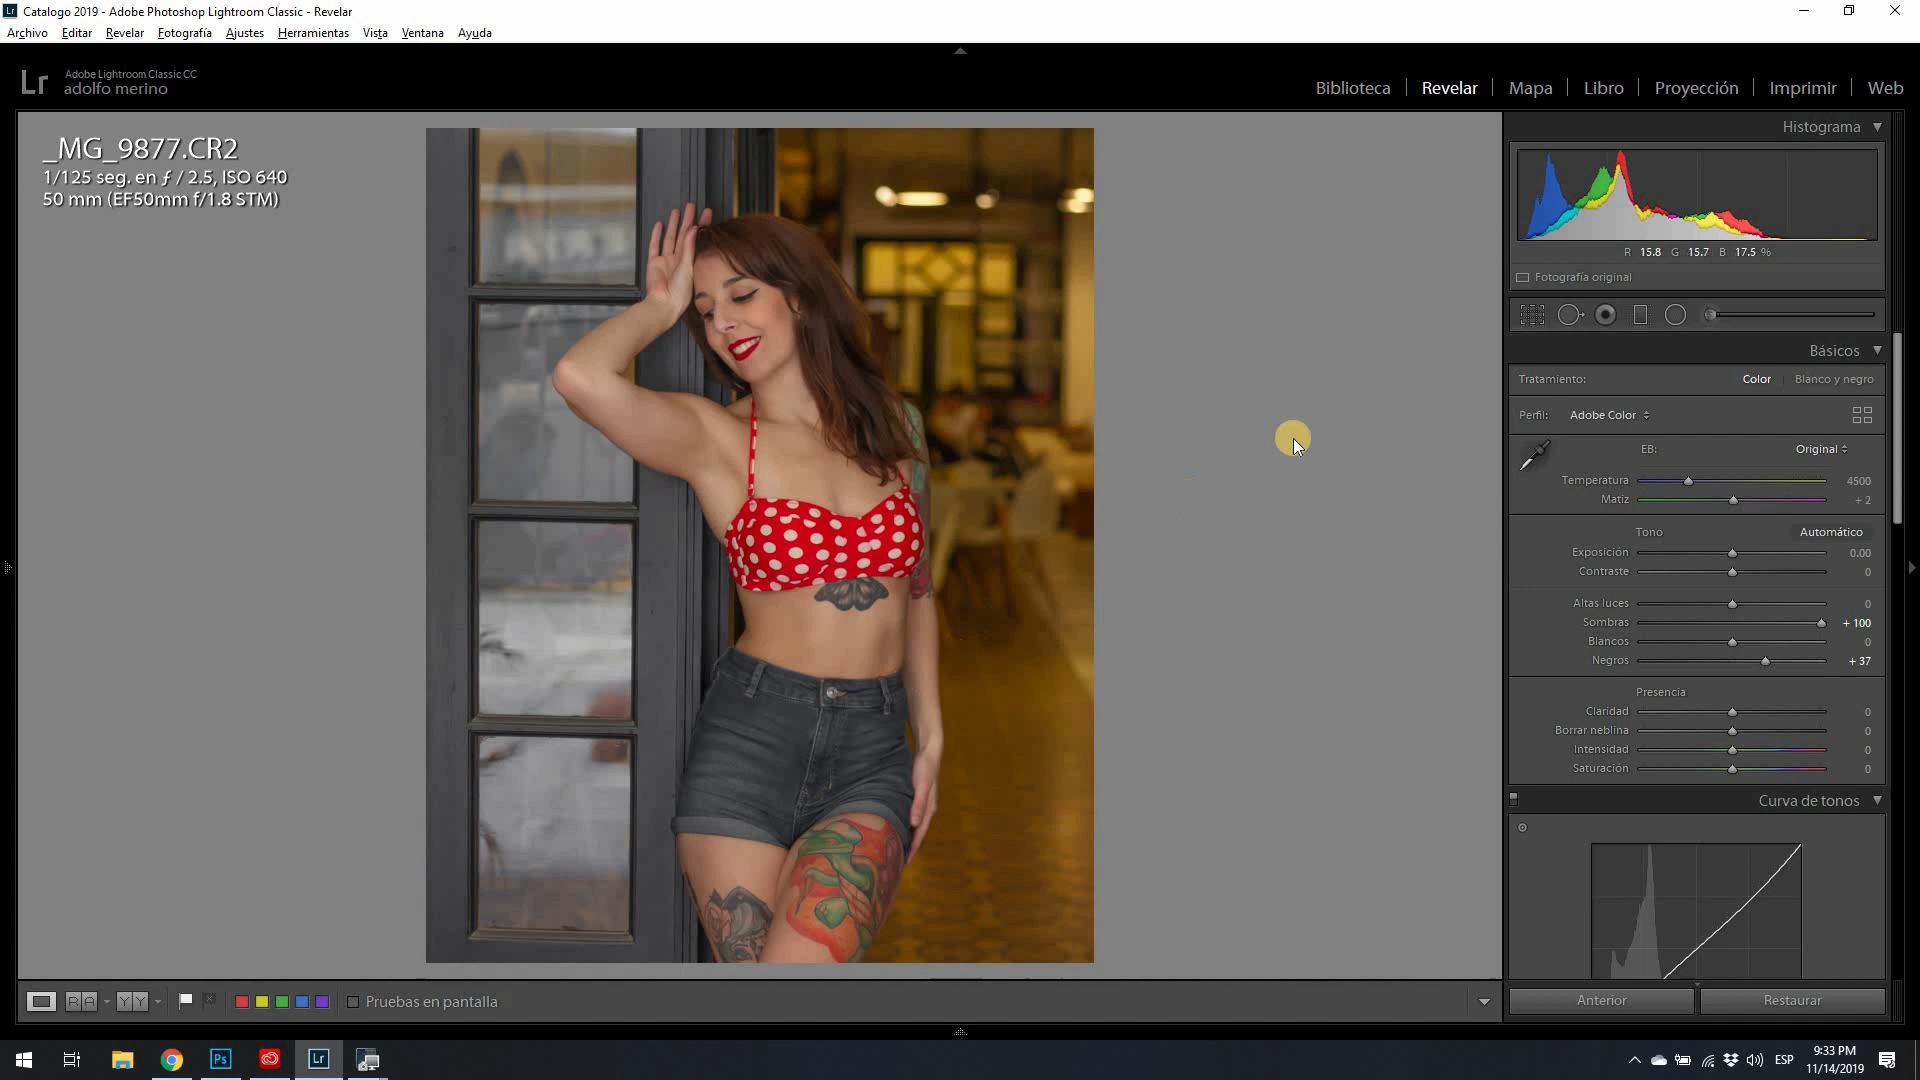 Lr Catalogo 2019 - Adobe Photoshop Lightroom Classic - Revelar
Archivo Editar Revelar Fotografía Ajustes Herramientas Vista Ventana Ayuda
Lr Adobe Lightroom Classic CC
adolfo merino
Biblioteca Revelar Mapa Libro Proyección Imprimir Web
_MG_9877.CR2
1/125 seg. en ƒ / 2.5, ISO 640
50 mm (EF50mm f/1.8 STM)
Histograma
R 15.8 G 15.7 B 17.5 %
Fotografía original
Básicos
Tratamiento: Color Blanco y negro
Perfil: Adobe Color
EB: Original
Temperatura 4500
Matiz + 2
Tono Automático
Exposición 0.00
Contraste 0
Altas luces 0
Sombras + 100
Blancos 0
Negros + 37
Presencia
Claridad 0
Borrar neblina 0
Intensidad 0
Saturación 0
Curva de tonos
R A Y Y Pruebas en pantalla
Anterior Restaurar
Ps Lr
ESP
9:33 PM
11/14/2019